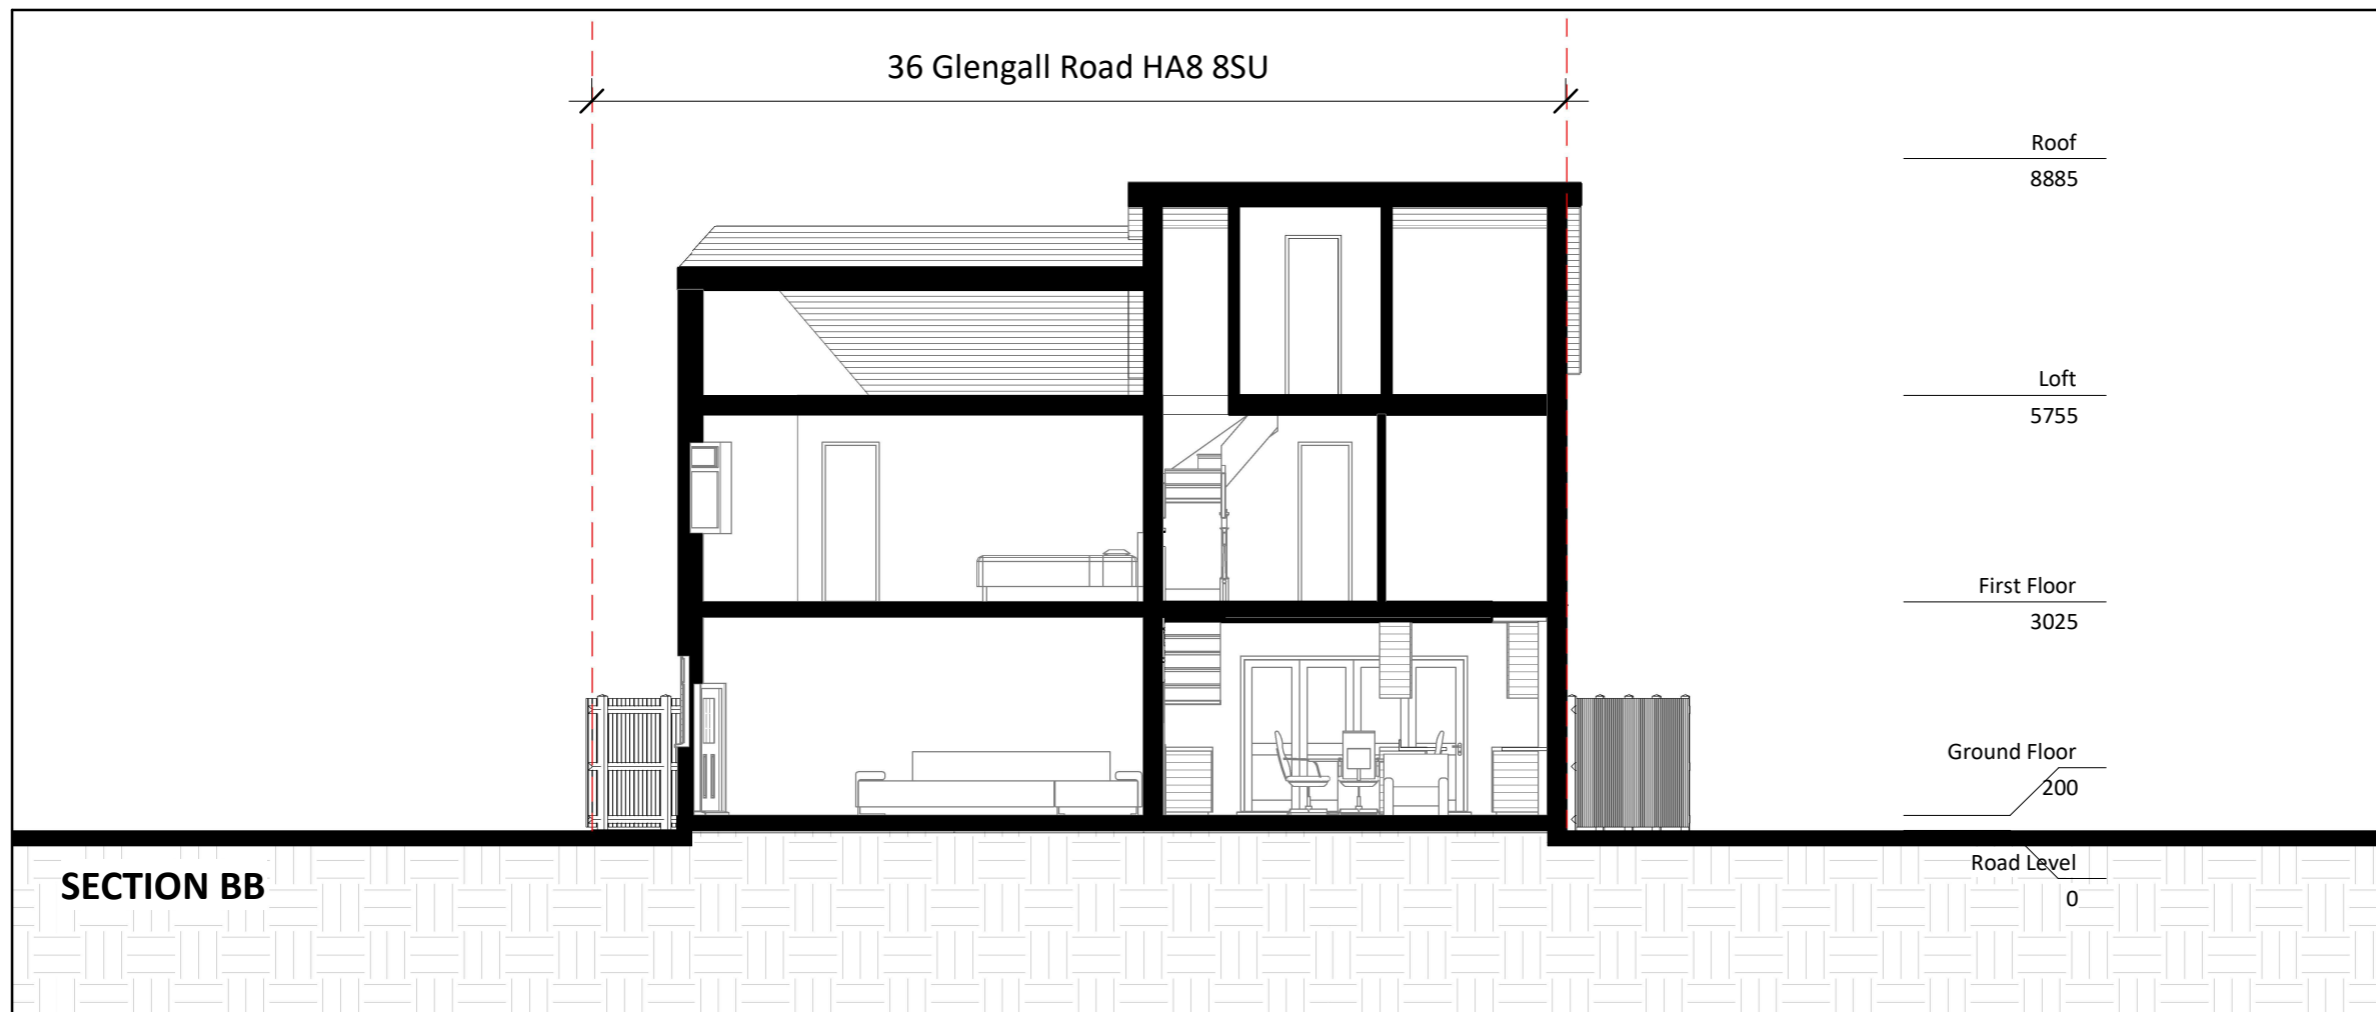 36 Glengall Road HA8 8SU
Roof
8885
Loft
5755
First Floor
3025
Ground Floor
200
Road Level
0
SECTION BB